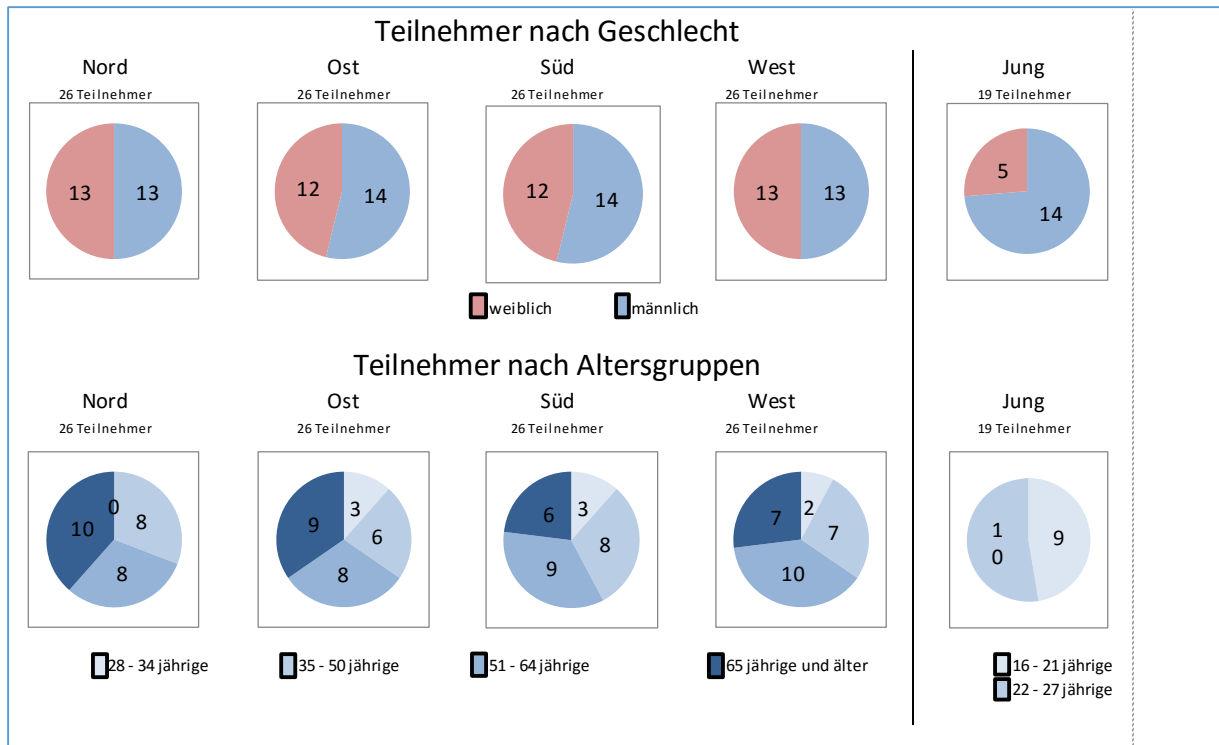 Teilnehmer nach Geschlecht
Nord Ost Süd West Jung
26 Teilnehmer 26 Teilnehmer 26 Teilnehmer 26 Teilnehmer 19 Teilnehmer
13 13 12 14 12 14 13 13 5 14
weiblich männlich
Teilnehmer nach Altersgruppen
Nord Ost Süd West Jung
26 Teilnehmer 26 Teilnehmer 26 Teilnehmer 26 Teilnehmer 19 Teilnehmer
0 3 3 2
10 8 9 6 6 8 7 7 1 9
0
8 8 9 10
28 - 34 jährige 35 - 50 jährige 51 - 64 jährige 65 jährige und älter 16 - 21 jährige
22 - 27 jährige